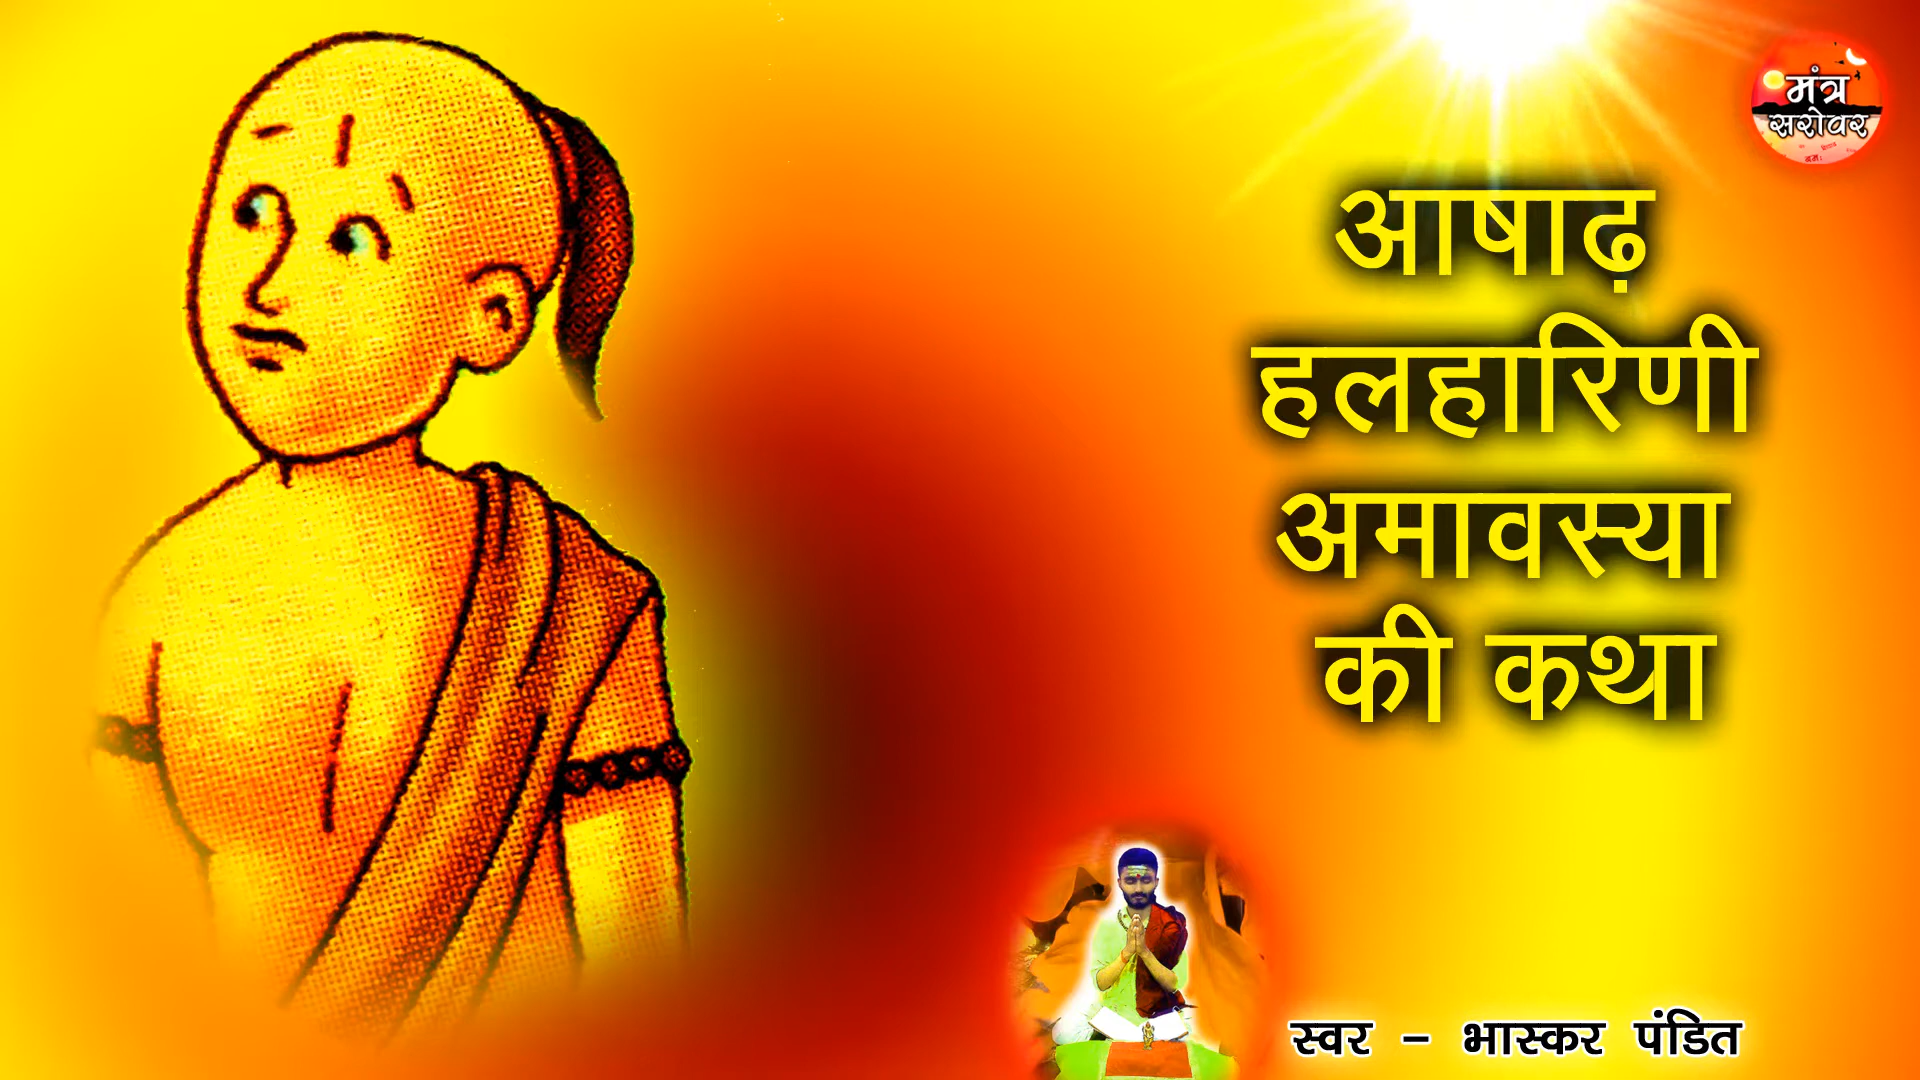 मंत्र
सरोवर
आषाढ़
हलहारिणी
अमावस्या
की कथा
स्वर - भास्कर पंडित